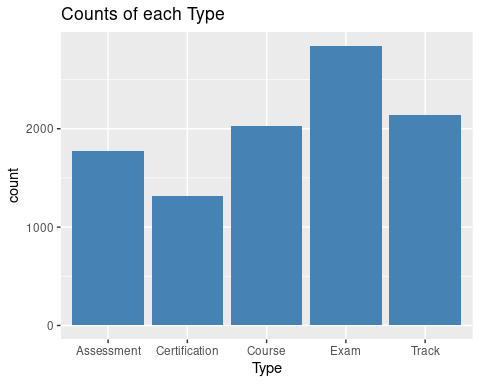 Counts of each Type
count
2000
1000
0
Assessment Certification Course Exam Track
Type